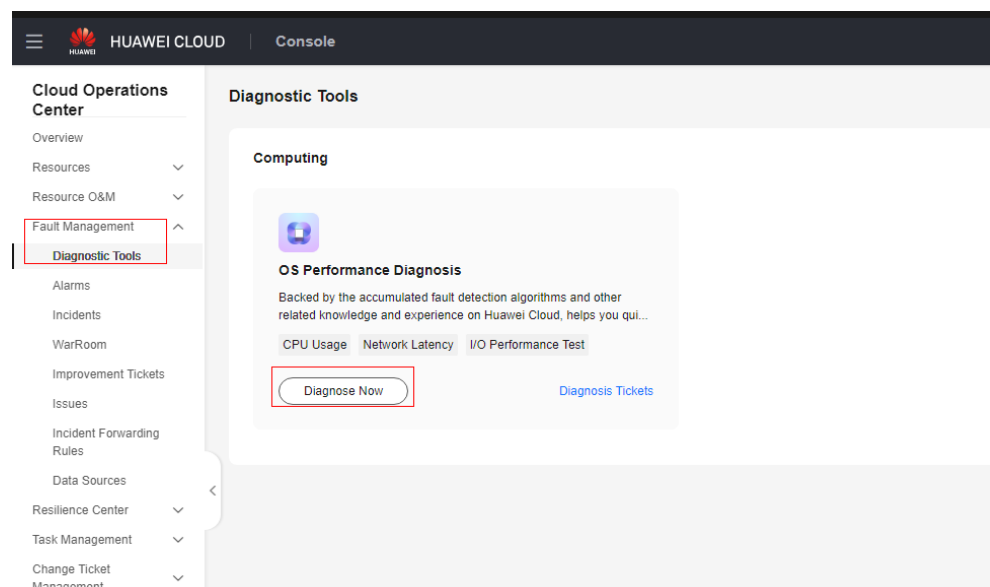 HUAWEI
HUAWEI CLOUD
Console
Cloud Operations
Center
Overview
Resources
Resource O&M
Fault Management
Diagnostic Tools
Alarms
Incidents
WarRoom
Improvement Tickets
Issues
Incident Forwarding
Rules
Data Sources
Resilience Center
Task Management
Change Ticket
Management
Diagnostic Tools
Computing
OS Performance Diagnosis
Backed by the accumulated fault detection algorithms and other
related knowledge and experience on Huawei Cloud, helps you qui...
CPU Usage Network Latency I/O Performance Test
Diagnose Now Diagnosis Tickets